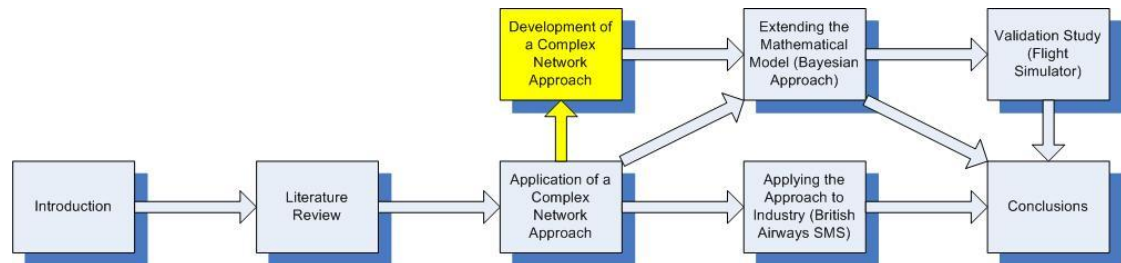 Development of
a Complex
Network
Approach
Extending the
Mathematical
Model (Bayesian
Approach)
Validation Study
(Flight
Simulator)
Introduction
Literature
Review
Application of a
Complex
Network
Approach
Applying the
Approach to
Industry (British
Airways SMS)
Conclusions